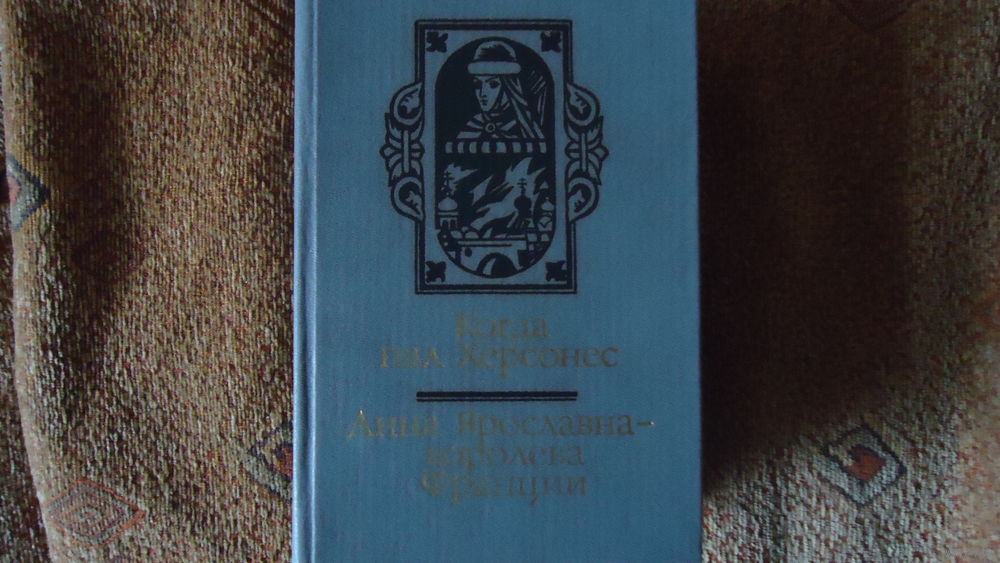 Когда
пал Херсонес
Анна Ярославна-
королева
Франции